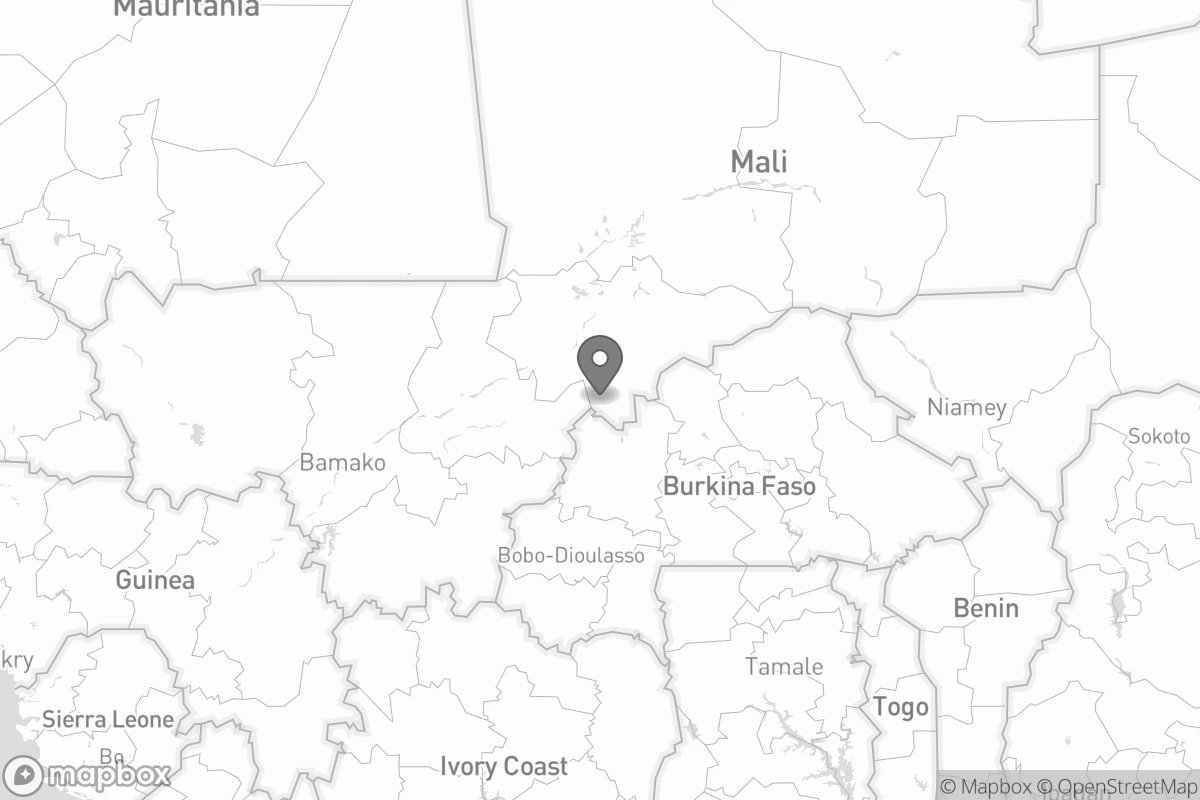 Mauritania
Mali
Niamey
Sokoto
Bamako
Burkina Faso
Bobo-Dioulasso
Guinea
Benin
kry
Tamale
Sierra Leone
Togo
Bo
Ivory Coast
mapbox
© Mapbox © OpenStreetMap